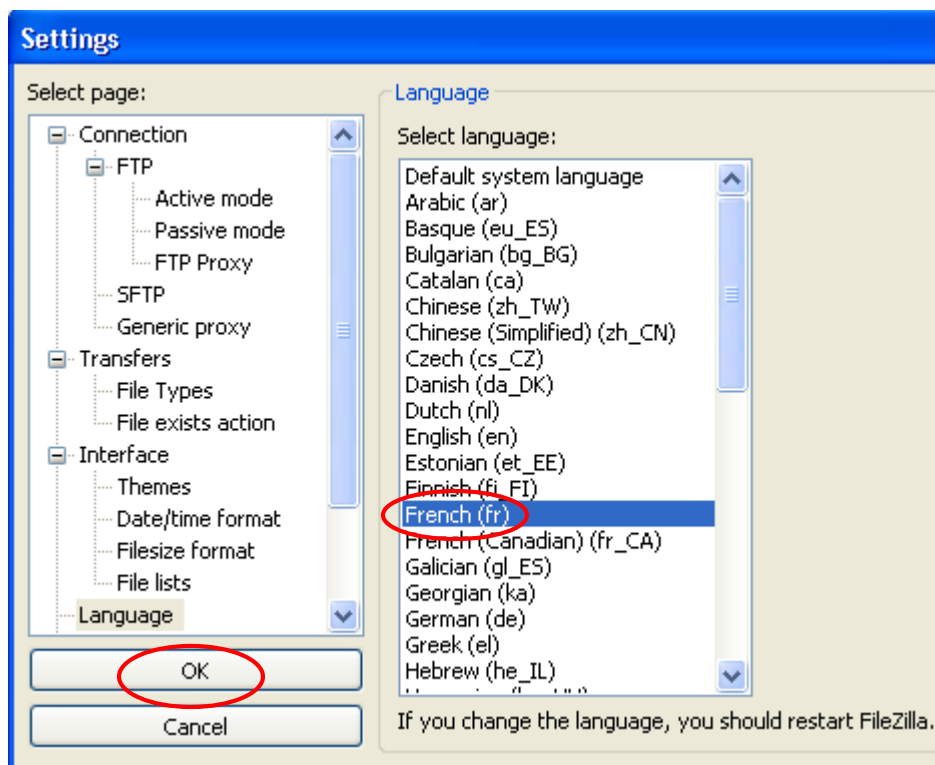 Settings
Select page:
Connection
FTP
Active mode
Passive mode
FTP Proxy
SFTP
Generic proxy
Transfers
File Types
File exists action
Interface
Themes
Date/time format
Filesize format
File lists
Language
OK
Cancel
Language
Select language:
Default system language
Arabic (ar)
Basque (eu_ES)
Bulgarian (bg_BG)
Catalan (ca)
Chinese (zh_TW)
Chinese (Simplified) (zh_CN)
Czech (cs_CZ)
Danish (da_DK)
Dutch (nl)
English (en)
Estonian (et_EE)
Finnish (fi_FI)
French (fr)
French (Canadian) (fr_CA)
Galician (gl_ES)
Georgian (ka)
German (de)
Greek (el)
Hebrew (he_IL)
If you change the language, you should restart FileZilla.